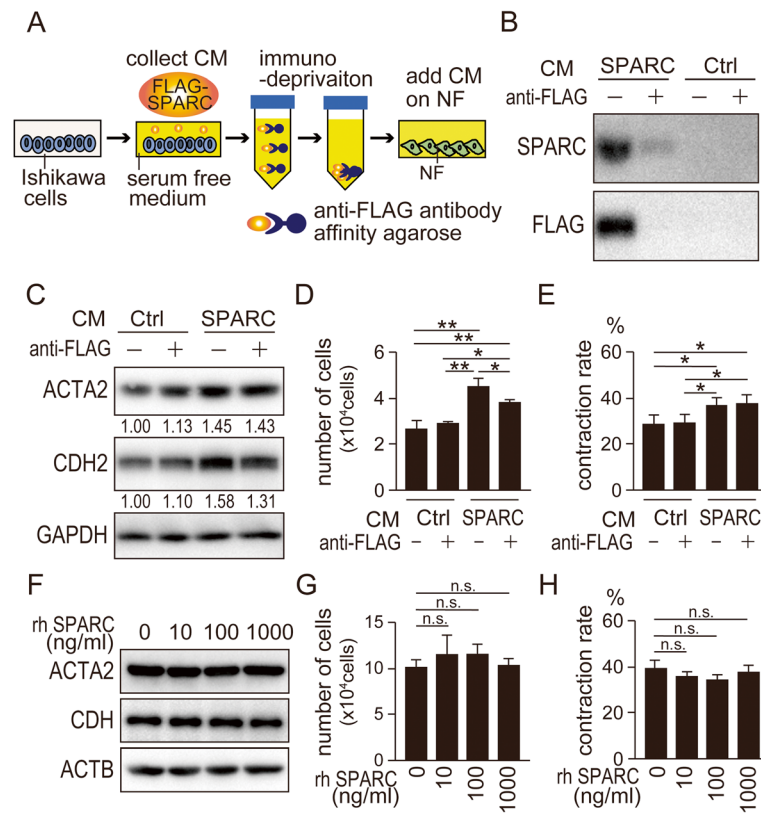 A
collect CM
FLAG-
SPARC
immuno
-deprivaiton
add CM
on NF
Ishikawa
cells
serum free
medium
NF
anti-FLAG antibody
affinity agarose
B
CM SPARC Ctrl
anti-FLAG − + − +
SPARC
FLAG
C
CM Ctrl SPARC
anti-FLAG − + − +
ACTA2
1.00 1.13 1.45 1.43
CDH2
1.00 1.10 1.58 1.31
GAPDH
D
number of cells
(x10⁴cells)
6
4
2
0
**
**
*
** *
CM Ctrl SPARC
anti-FLAG − + − +
E
%
contraction rate
60
40
20
0
*
*
*
*
CM Ctrl SPARC
anti-FLAG − + − +
F
rh SPARC
(ng/ml)
0 10 100 1000
ACTA2
CDH
ACTB
G
number of cells
(x10⁴cells)
15
10
5
0
n.s.
n.s.
n.s.
rh SPARC
(ng/ml)
0 10 100 1000
H
%
contraction rate
60
40
20
0
n.s.
n.s.
n.s.
rh SPARC
(ng/ml)
0 10 100 1000